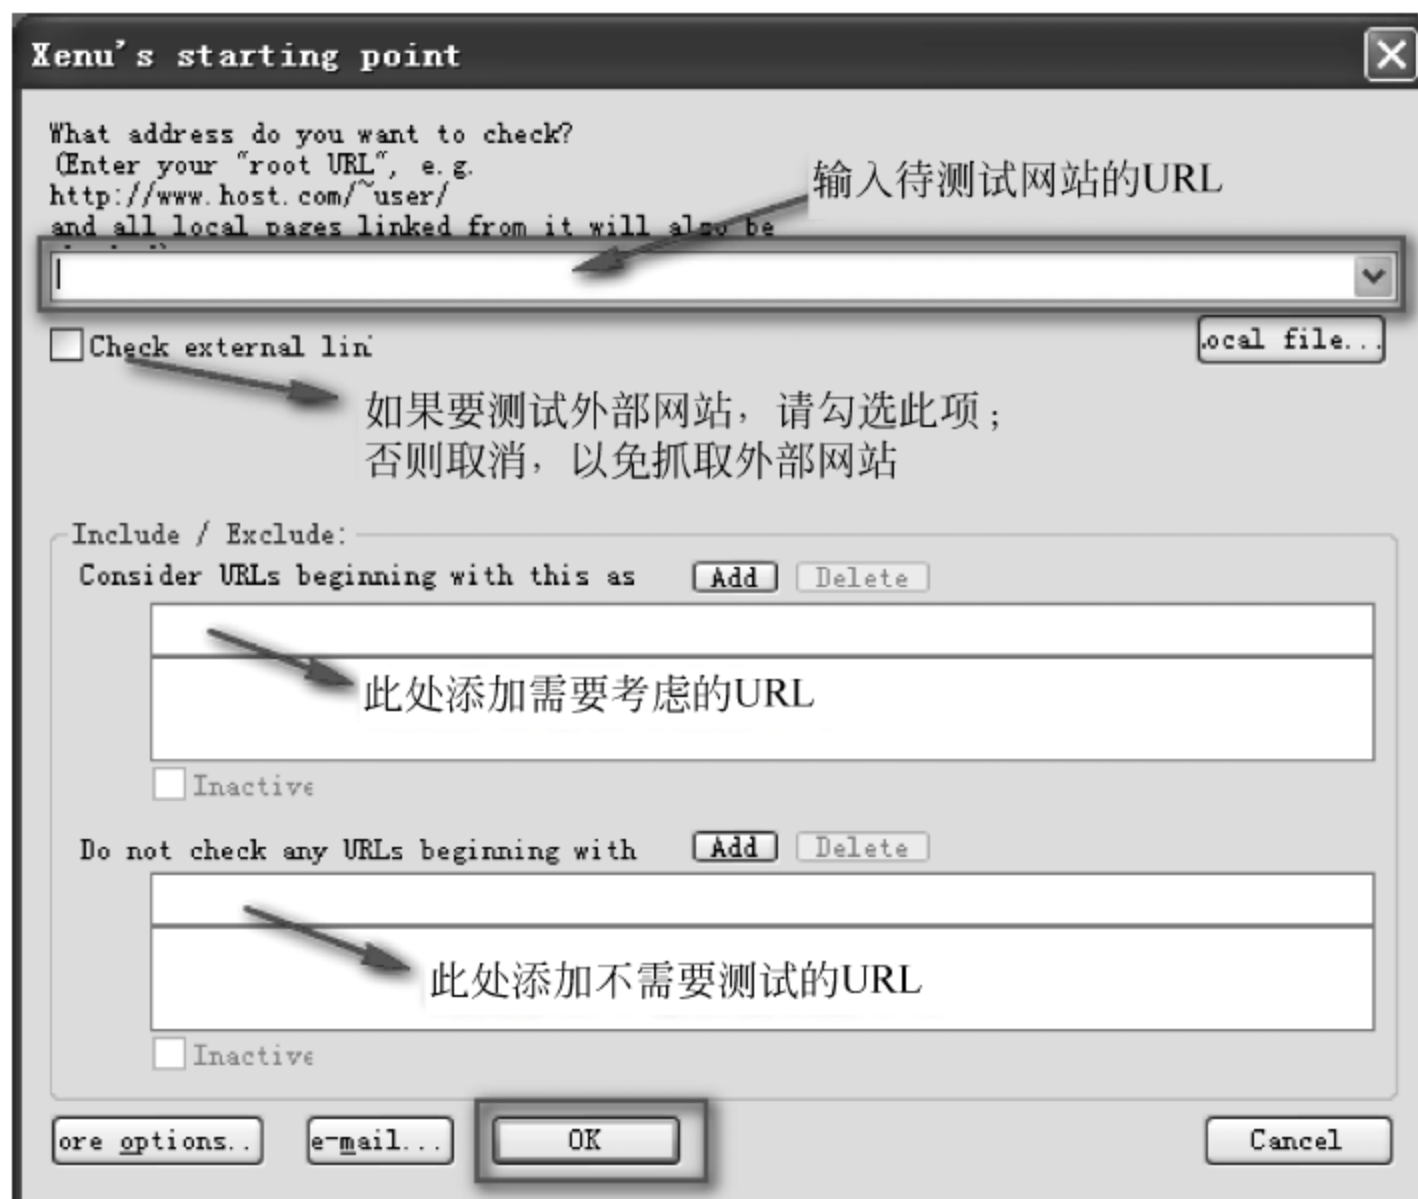 Xenu's starting point
What address do you want to check?
(Enter your "root URL", e.g.
http://www.host.com/~user/
and all local pages linked from it will also be
输入待测试网站的URL
Check external lin
ocal file...
如果要测试外部网站，请勾选此项；
否则取消，以免抓取外部网站
Include / Exclude:
Consider URLs beginning with this as
Add
Delete
此处添加需要考虑的URL
Inactive
Do not check any URLs beginning with
Add
Delete
此处添加不需要测试的URL
Inactive
ore options..
e-mail...
OK
Cancel